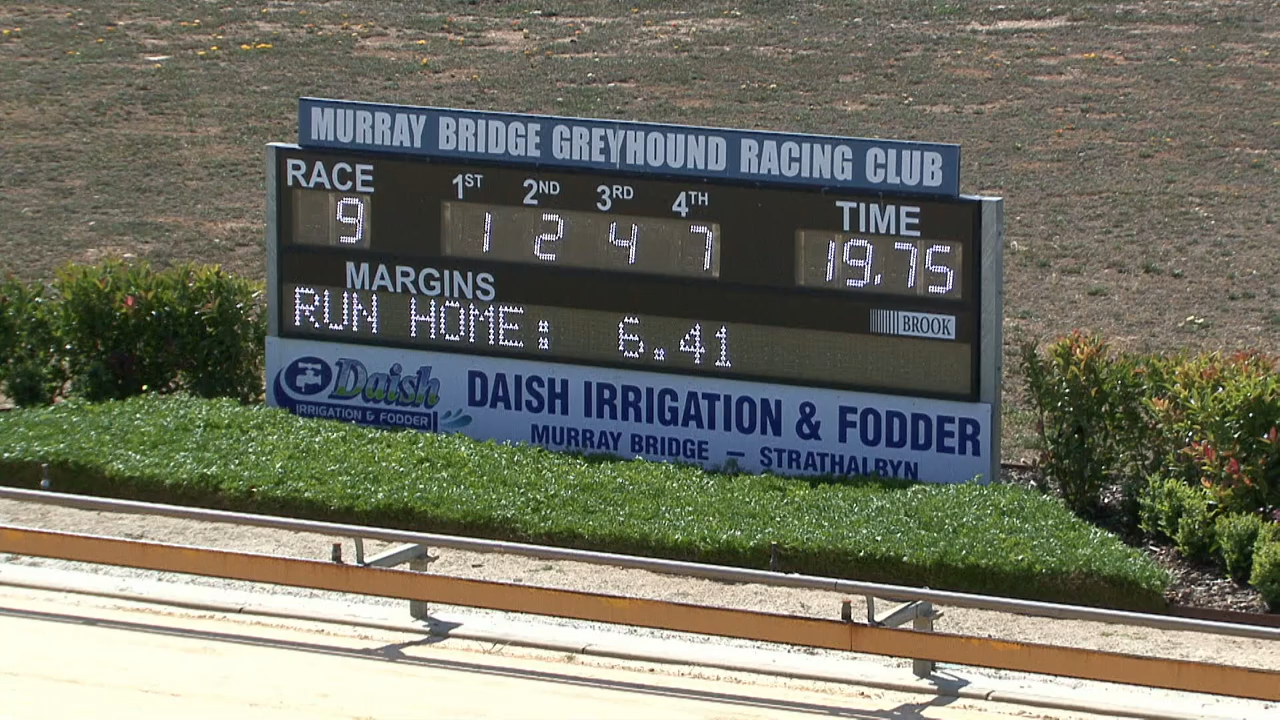 MURRAY BRIDGE GREYHOUND RACING CLUB
RACE 1ST 2ND 3RD 4TH TIME
9 1 2 4 7 19.75
MARGINS
RUN HOME: 6.41
BROOK
Daish
IRRIGATION & FODDER
DAISH IRRIGATION & FODDER
MURRAY BRIDGE — STRATHALBYN